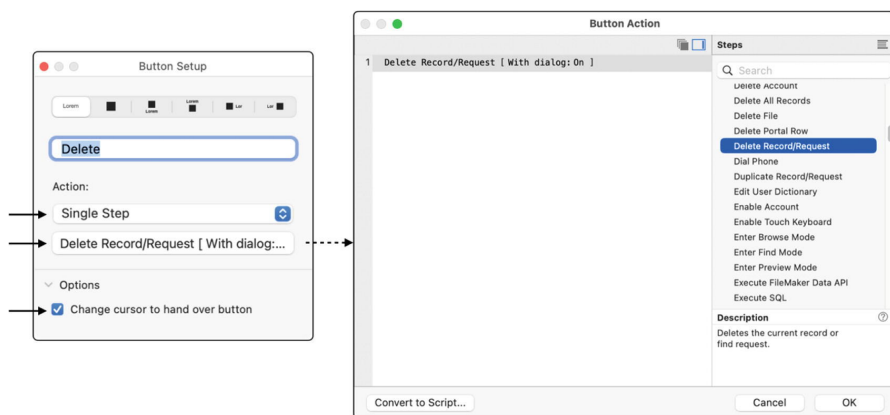 Button Setup
Lorem
Lorem
Lorem
Lor
Lor
Delete
Action:
Single Step
Delete Record/Request [ With dialog:...
Options
Change cursor to hand over button
Button Action
1 Delete Record/Request [ With dialog: On ]
Steps
Search
Delete Account
Delete All Records
Delete File
Delete Portal Row
Delete Record/Request
Dial Phone
Duplicate Record/Request
Edit User Dictionary
Enable Account
Enable Touch Keyboard
Enter Browse Mode
Enter Find Mode
Enter Preview Mode
Execute FileMaker Data API
Execute SQL
Description
Deletes the current record or
find request.
Convert to Script...
Cancel
OK